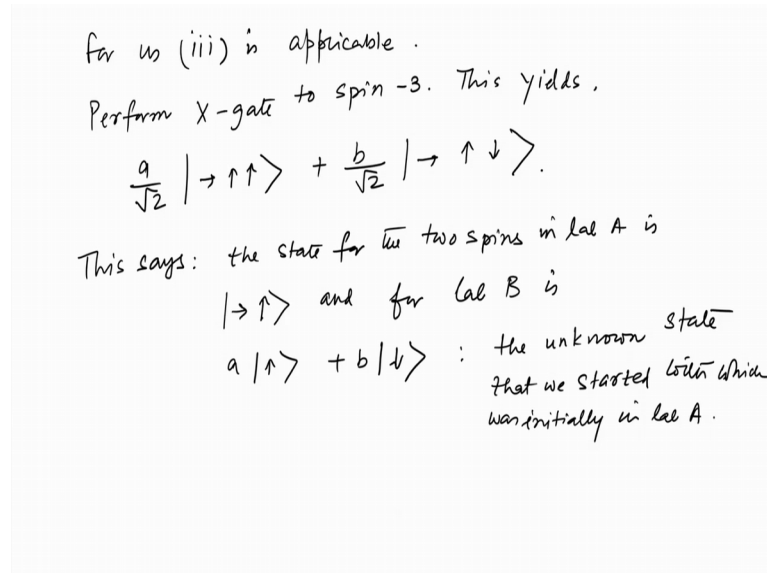 for us (iii) is applicable.
Perform X-gate to spin-3. This yields,
a/√2 |→↑↑> + b/√2 |→↑↓>.
This says: the state for the two spins in lab A is
|→↑> and for lab B is
a|↑> + b|↓> : the unknown state
that we started with which
was initially in lab A.